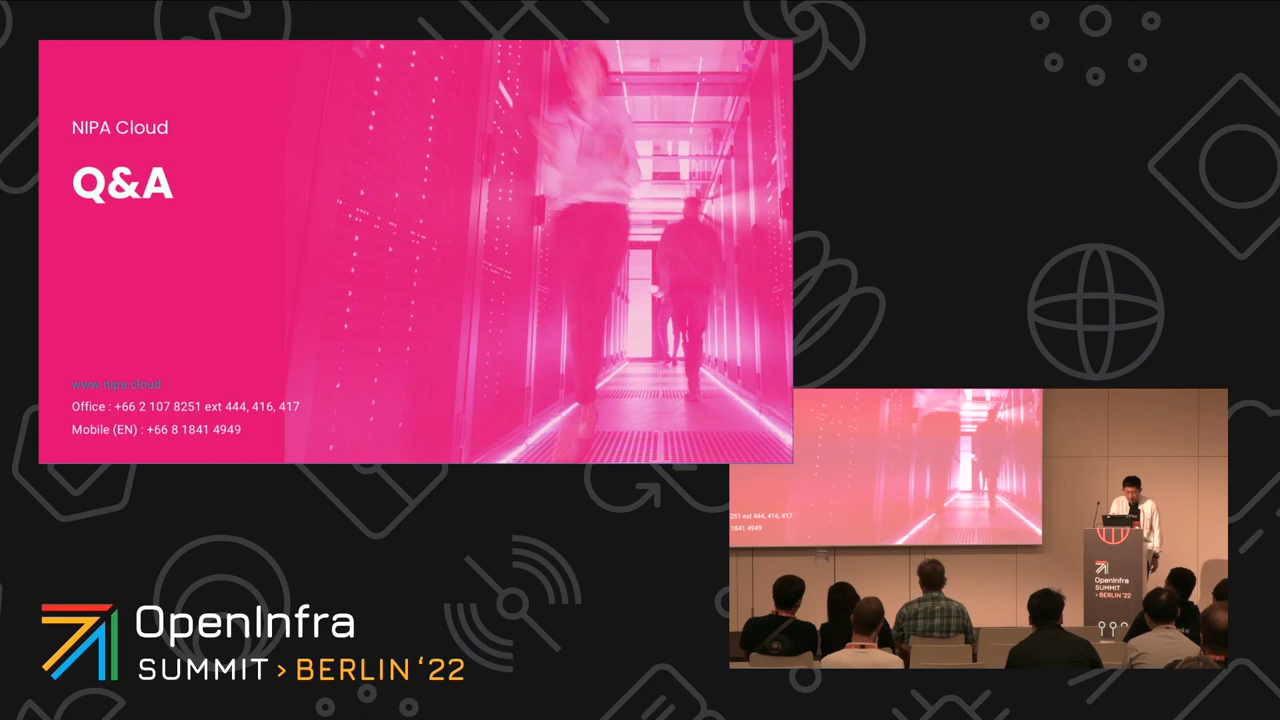 NIPA Cloud
Q&A
www.nipa.cloud
Office : +66 2 107 8251 ext 444, 416, 417
Mobile (EN) : +66 8 1841 4949
251 ext 444, 416, 417
1841 4949
OpenInfra
SUMMIT
› BERLIN '22
OpenInfra
SUMMIT › BERLIN ‘22